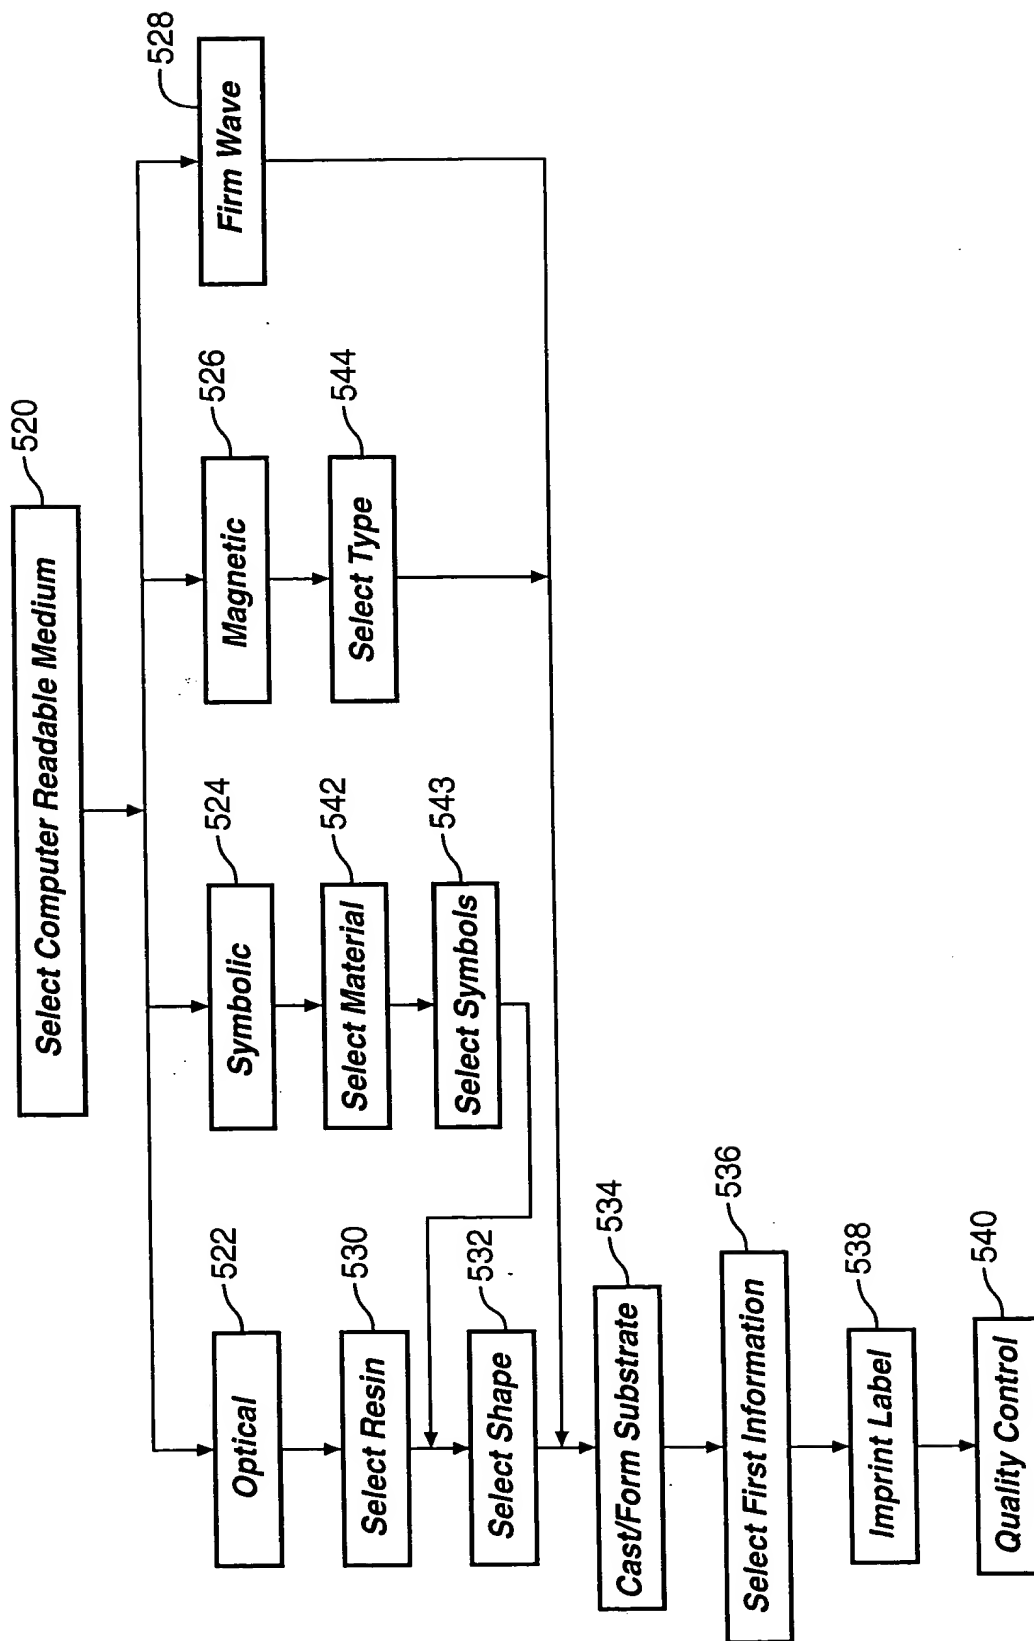 Select Computer Readable Medium
520
Optical
522
Symbolic
524
Magnetic
526
Firm Wave
528
Select Resin
530
Select Material
542
Select Type
544
Select Shape
532
Select Symbols
543
Cast/Form Substrate
534
Select First Information
536
Imprint Label
538
Quality Control
540